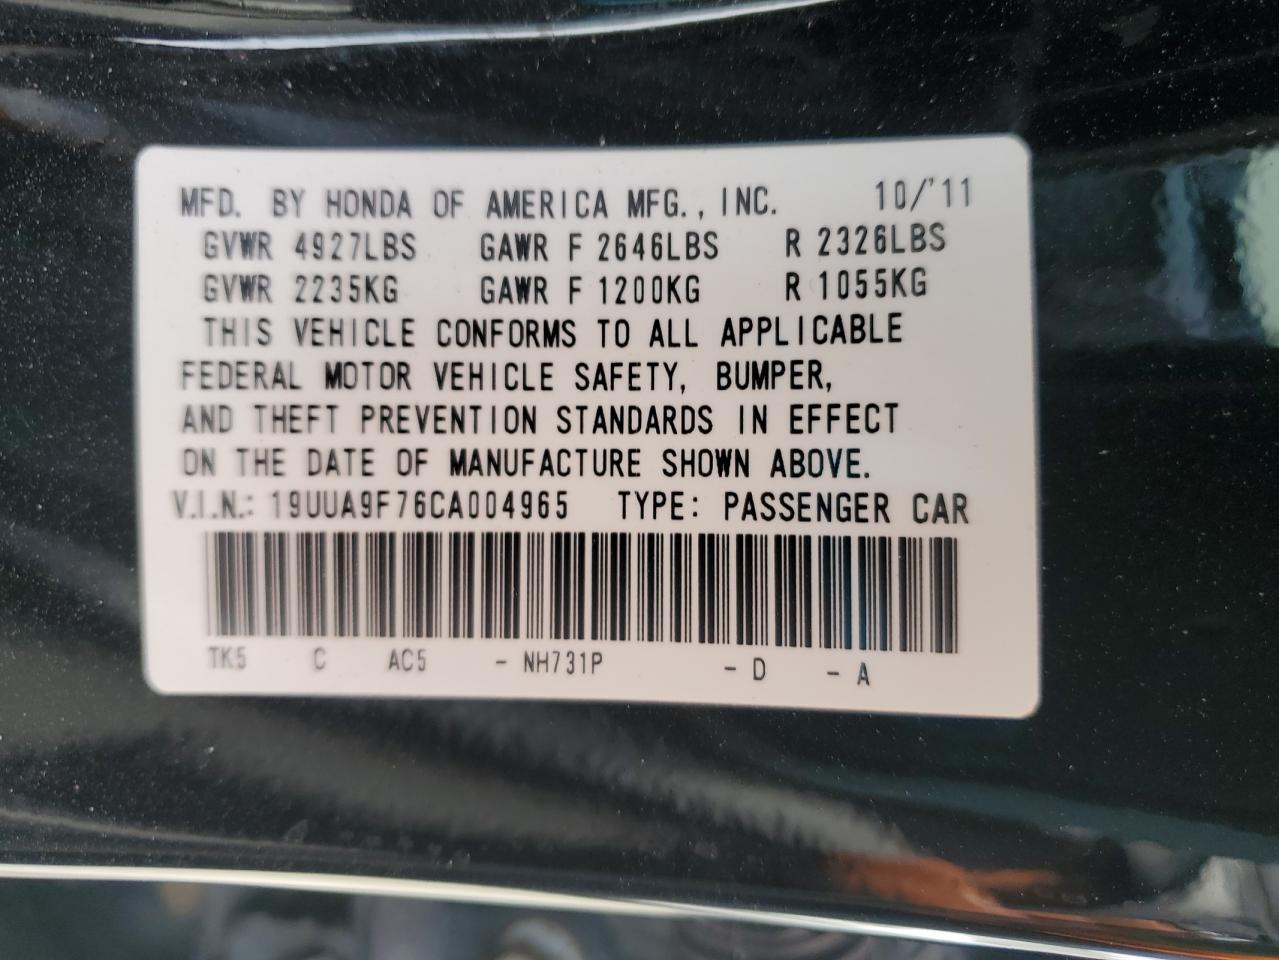 MFD. BY HONDA OF AMERICA MFG., INC. 10/'11
GVWR 4927LBS GAWR F 2646LBS R 2326LBS
GVWR 2235KG GAWR F 1200KG R 1055KG
THIS VEHICLE CONFORMS TO ALL APPLICABLE
FEDERAL MOTOR VEHICLE SAFETY, BUMPER,
AND THEFT PREVENTION STANDARDS IN EFFECT
ON THE DATE OF MANUFACTURE SHOWN ABOVE.
V.I.N.: 19UUA9F76CA004965 TYPE: PASSENGER CAR
TK5 C AC5 - NH731P - D - A